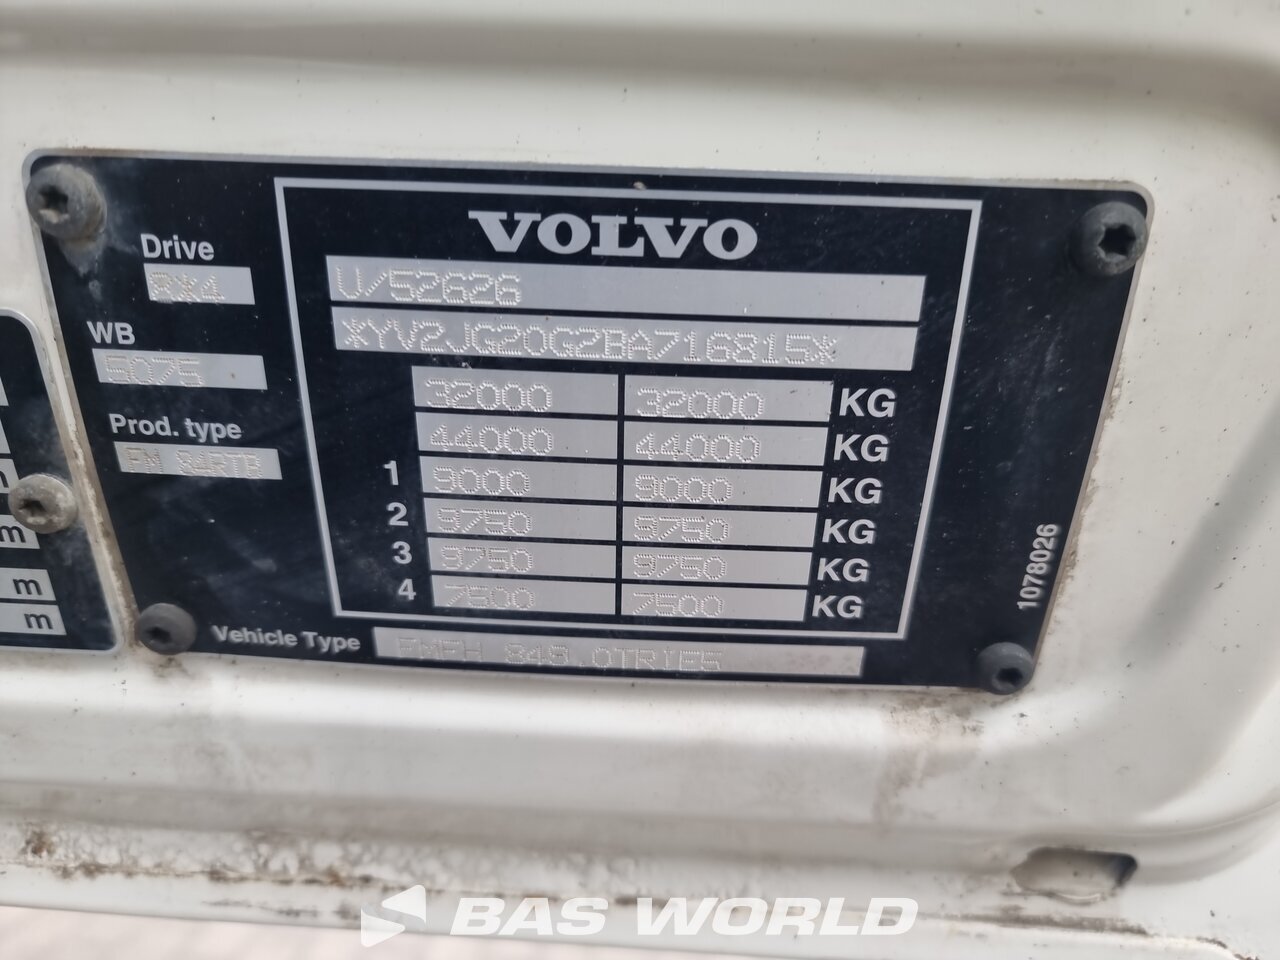 VOLVO
Drive
8X4
U/52626
WB
5075
*YV2JG20G2BA716815*
32000 32000 KG
Prod. type
FM 84RTB
44000 44000 KG
1 9000 9000 KG
2 9750 9750 KG
3 9750 9750 KG
4 7500 7500 KG
Vehicle Type
FMFH 848.0TRIE5
1078026
m
m
m
BAS WORLD